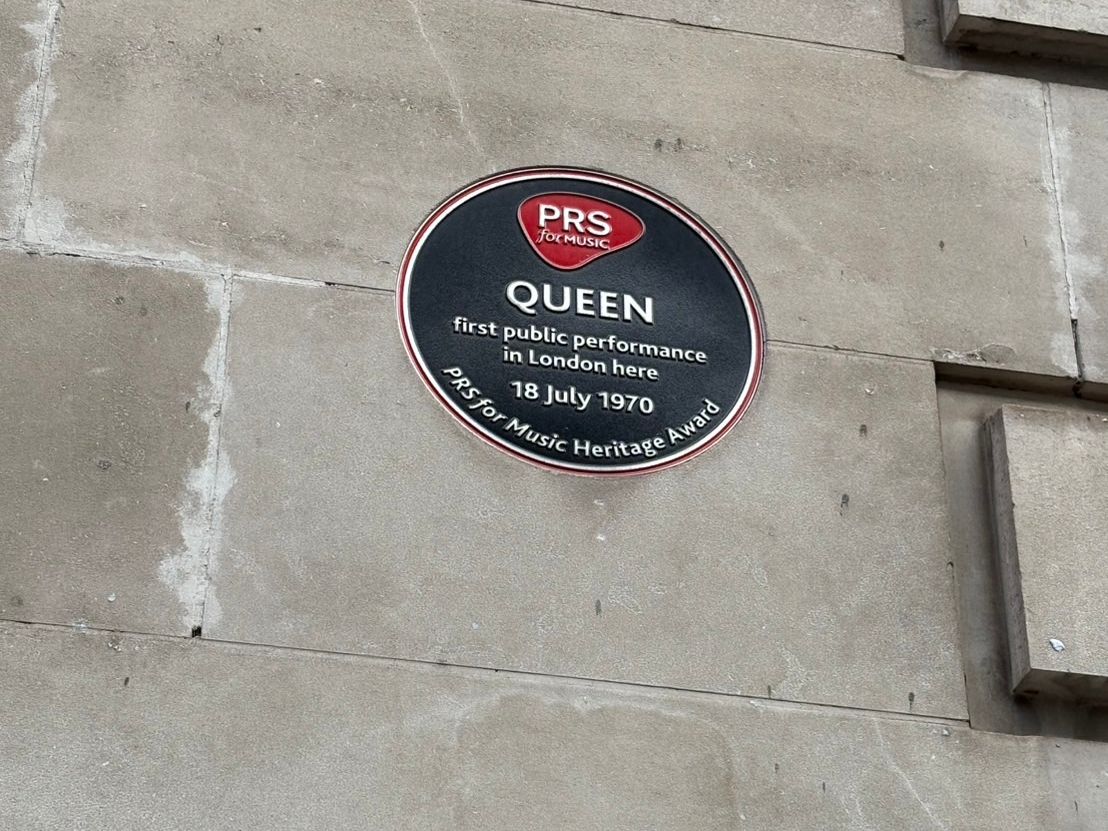 PRS
for MUSIC
QUEEN
first public performance
in London here
18 July 1970
PRS for Music Heritage Award